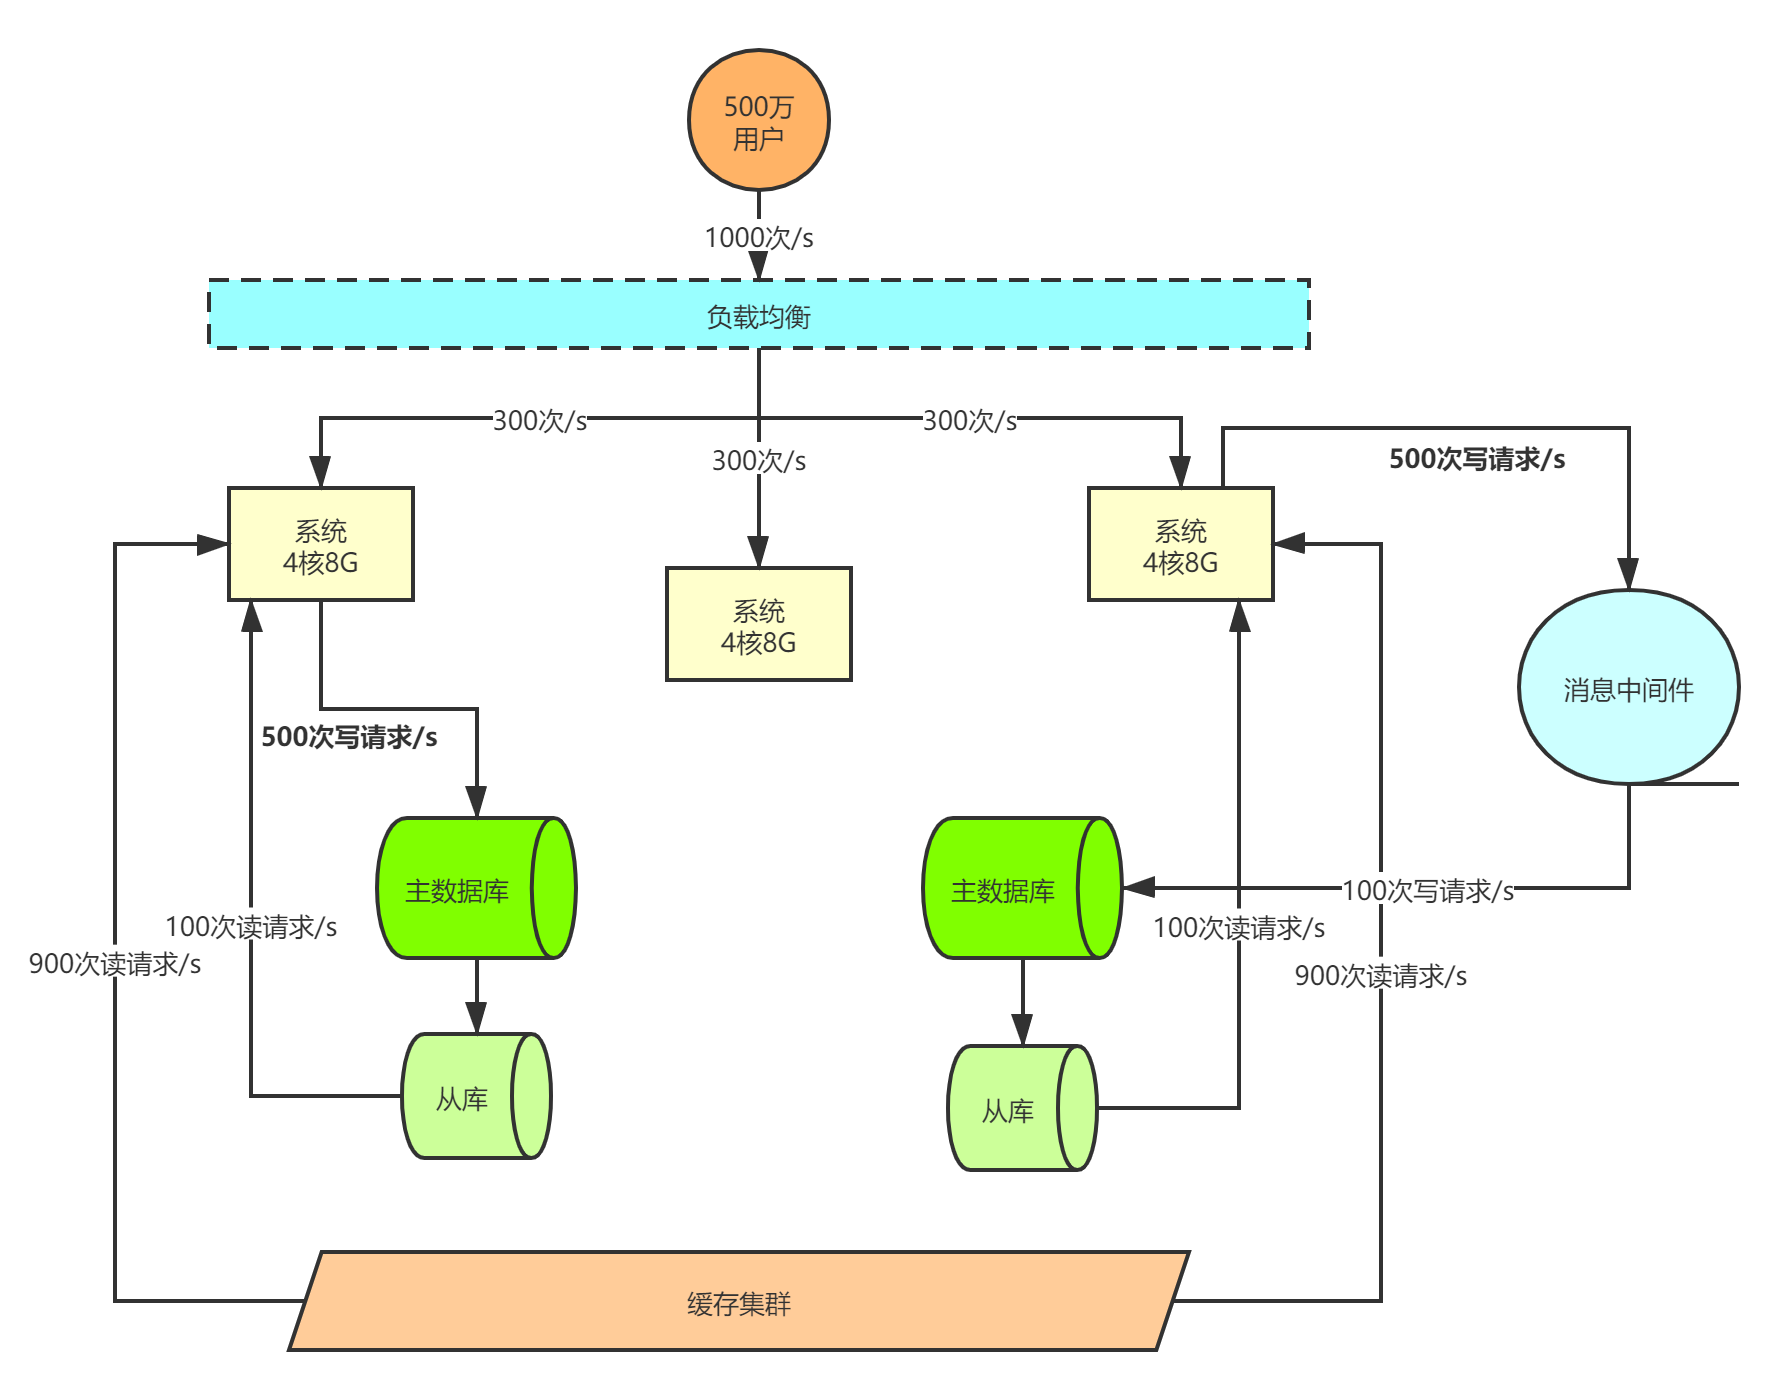 500万
用户
1000次/s
负载均衡
300次/s
300次/s
300次/s
500次写请求/s
系统
4核8G
系统
4核8G
系统
4核8G
消息中间件
500次写请求/s
主数据库
主数据库
100次写请求/s
100次读请求/s
100次读请求/s
900次读请求/s
900次读请求/s
从库
从库
缓存集群